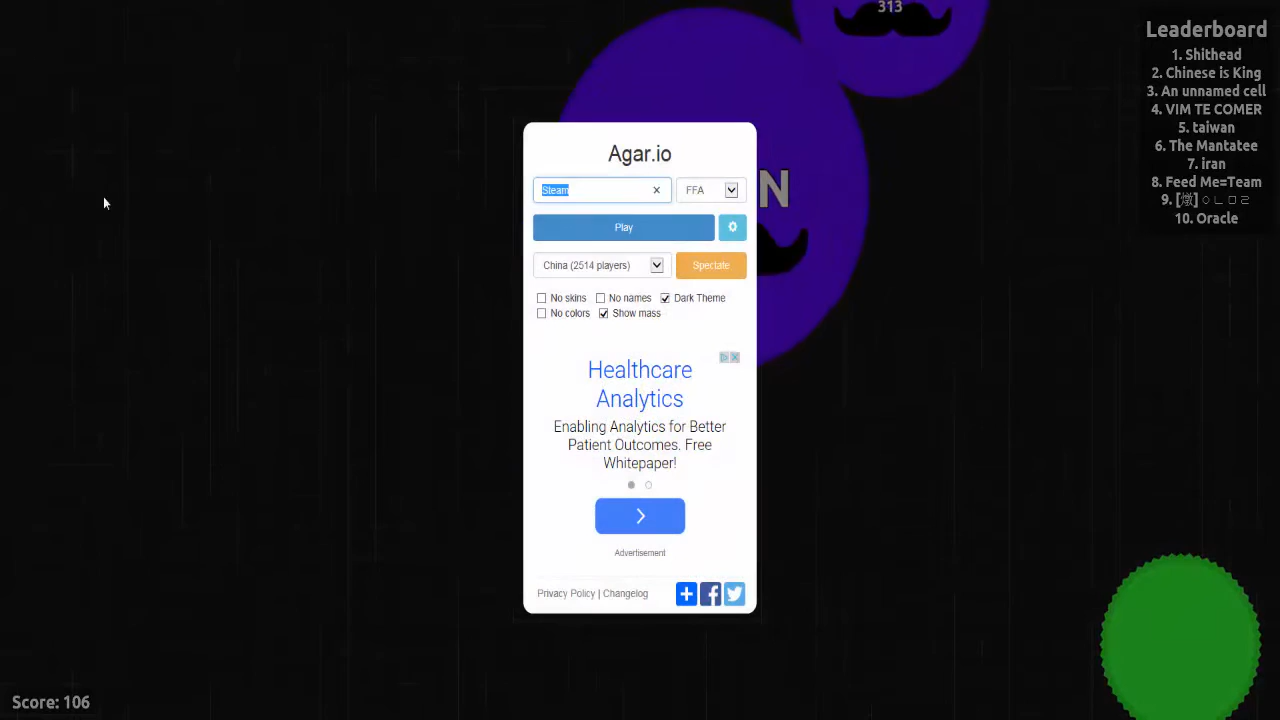 313
Leaderboard
1. Shithead
2. Chinese is King
3. An unnamed cell
4. VIM TE COMER
5. taiwan
6. The Mantatee
7. iran
8. Feed Me=Team
9. [燉] ㅇㄴㅁㄹ
10. Oracle
Agar.io
Steam
FFA
N
Play
China (2514 players)
Spectate
No skins No names Dark Theme
No colors Show mass
Healthcare
Analytics
Enabling Analytics for Better
Patient Outcomes. Free
Whitepaper!
Advertisement
Privacy Policy | Changelog
Score: 106